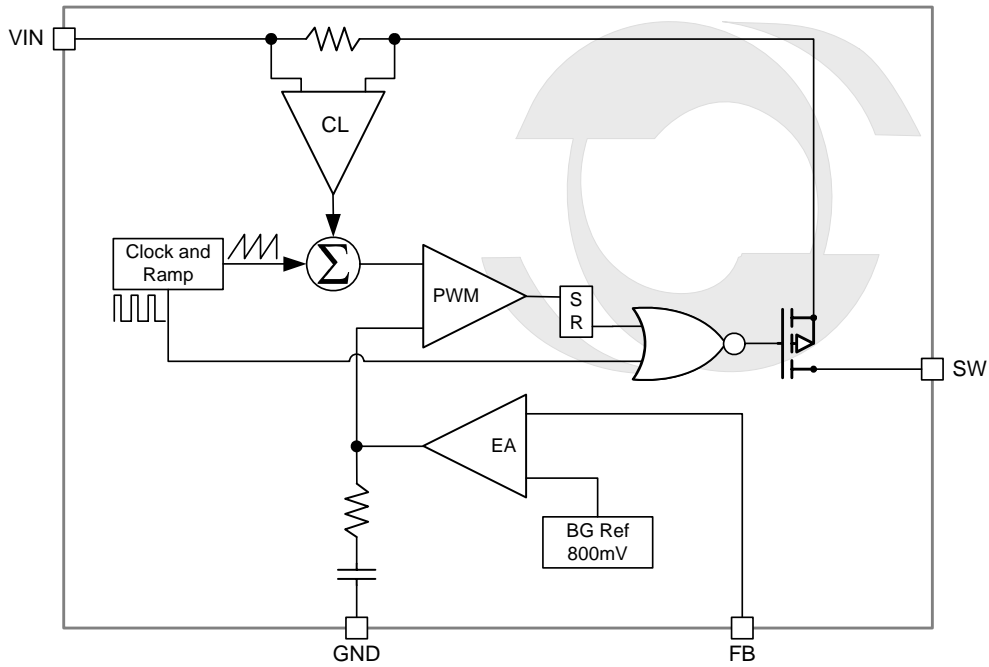 VIN
CL
Clock and
Ramp
Σ
PWM
S
R
SW
EA
BG Ref
800mV
GND
FB